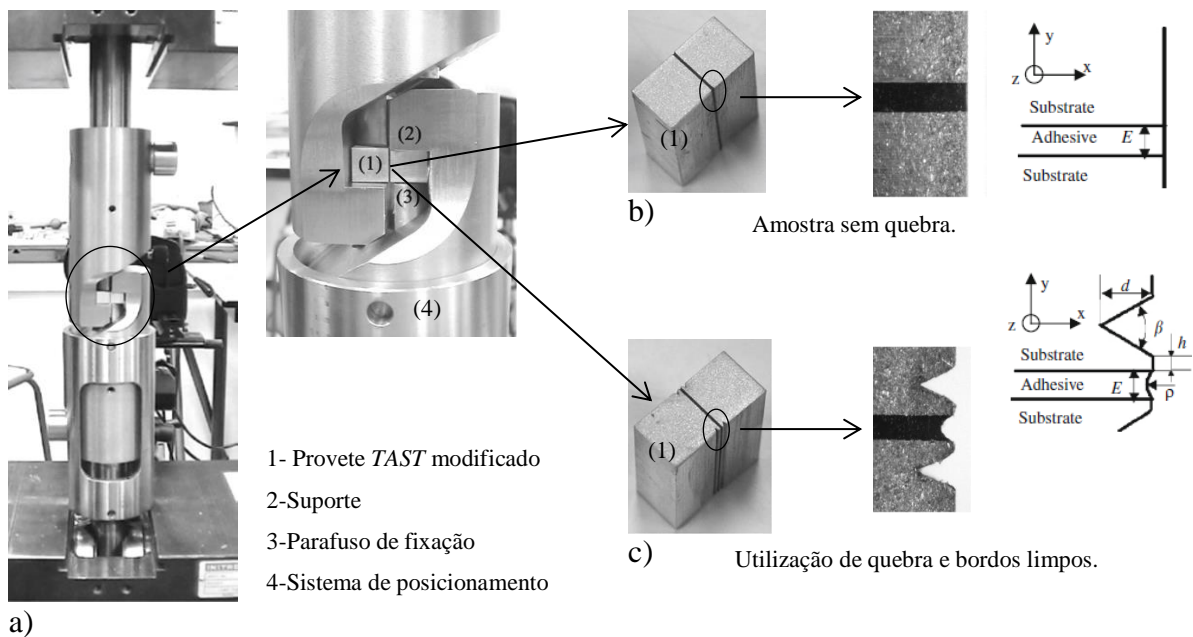 (2)
(1)
(3)
(4)
1- Provete TAST modificado
2-Suporte
3-Parafuso de fixação
4-Sistema de posicionamento
a)
(1)
b)
y
z
x
Substrate
Adhesive E
Substrate
Amostra sem quebra.
(1)
c)
y
z
x
d
β
h
Substrate
Adhesive E
ρ
Substrate
Utilização de quebra e bordos limpos.